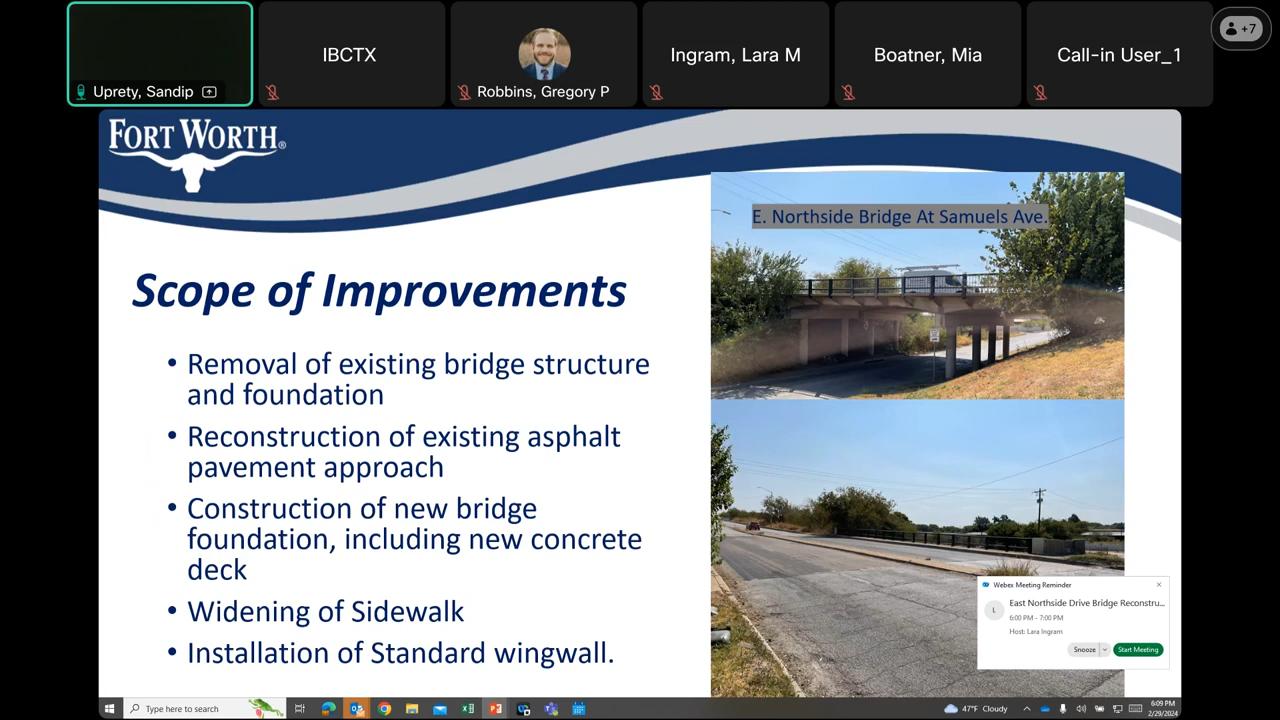 Uprety, Sandip
IBCTX
Robbins, Gregory P
Ingram, Lara M
Boatner, Mia
Call-in User_1
+7
FORT WORTH®
E. Northside Bridge At Samuels Ave.
Scope of Improvements
• Removal of existing bridge structure
and foundation
• Reconstruction of existing asphalt
pavement approach
• Construction of new bridge
foundation, including new concrete
deck
• Widening of Sidewalk
• Installation of Standard wingwall.
Webex Meeting Reminder
L
East Northside Drive Bridge Reconstru...
6:00 PM - 7:00 PM
Host: Lara Ingram
Snooze
Start Meeting
Type here to search
47°F Cloudy
6:09 PM
2/29/2024